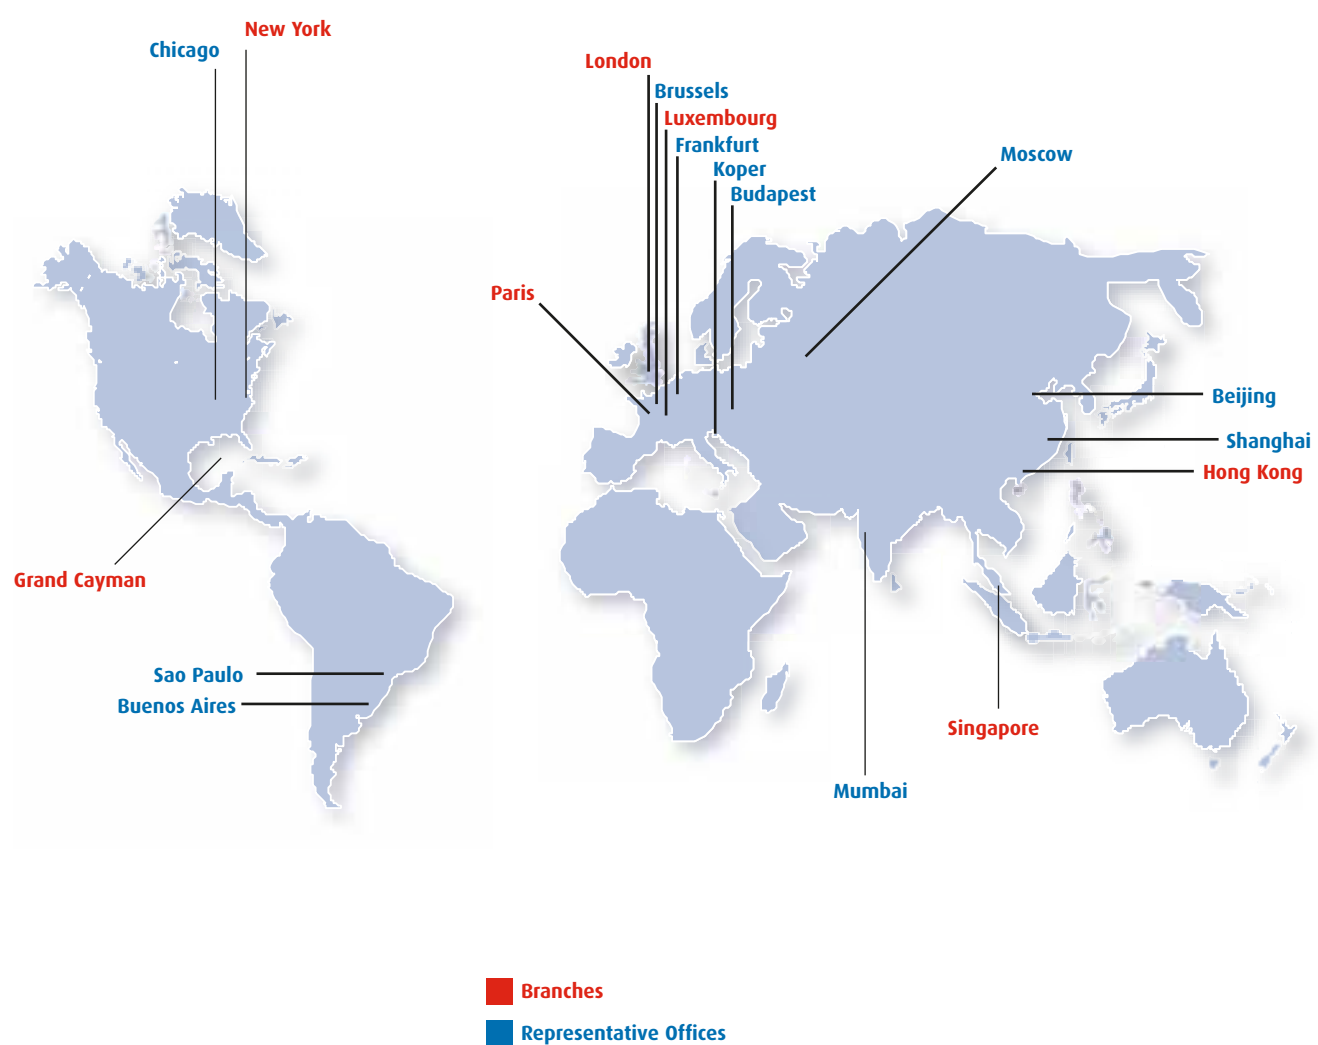 New York
Chicago
London
Brussels
Luxembourg
Frankfurt
Moscow
Koper
Budapest
Paris
Beijing
Shanghai
Hong Kong
Grand Cayman
Sao Paulo
Buenos Aires
Singapore
Mumbai
Branches
Representative Offices